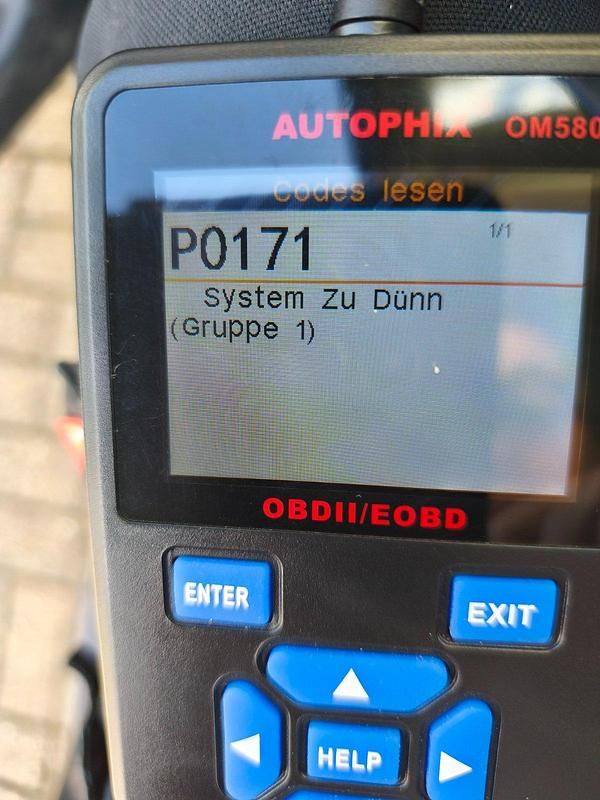 AUTOPHIX OM580
Codes lesen
P0171 1/1
System Zu Dünn
(Gruppe 1)
OBDII/EOBD
ENTER EXIT
HELP